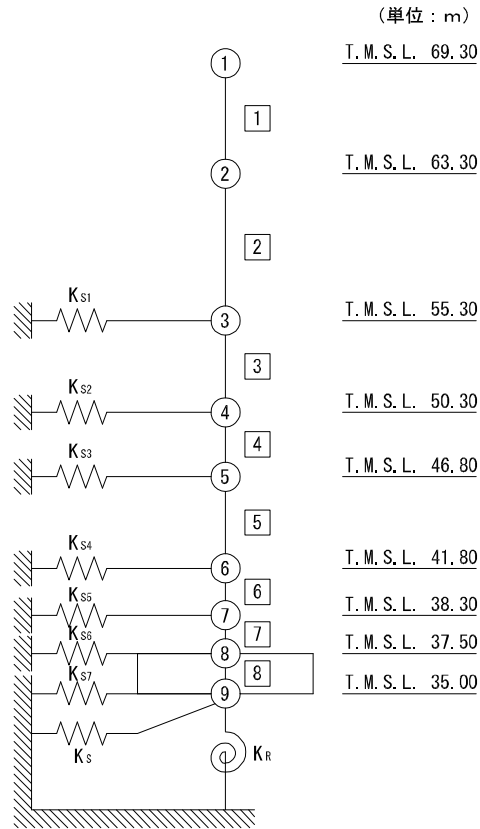 (単位：m)
① T.M.S.L. 69.30
1
② T.M.S.L. 63.30
2
KS1 ③ T.M.S.L. 55.30
3
KS2 ④ T.M.S.L. 50.30
4
KS3 ⑤ T.M.S.L. 46.80
5
KS4 ⑥ T.M.S.L. 41.80
6
KS5 ⑦ T.M.S.L. 38.30
7
KS6 ⑧ T.M.S.L. 37.50
8
KS7 ⑨ T.M.S.L. 35.00
KS
KR